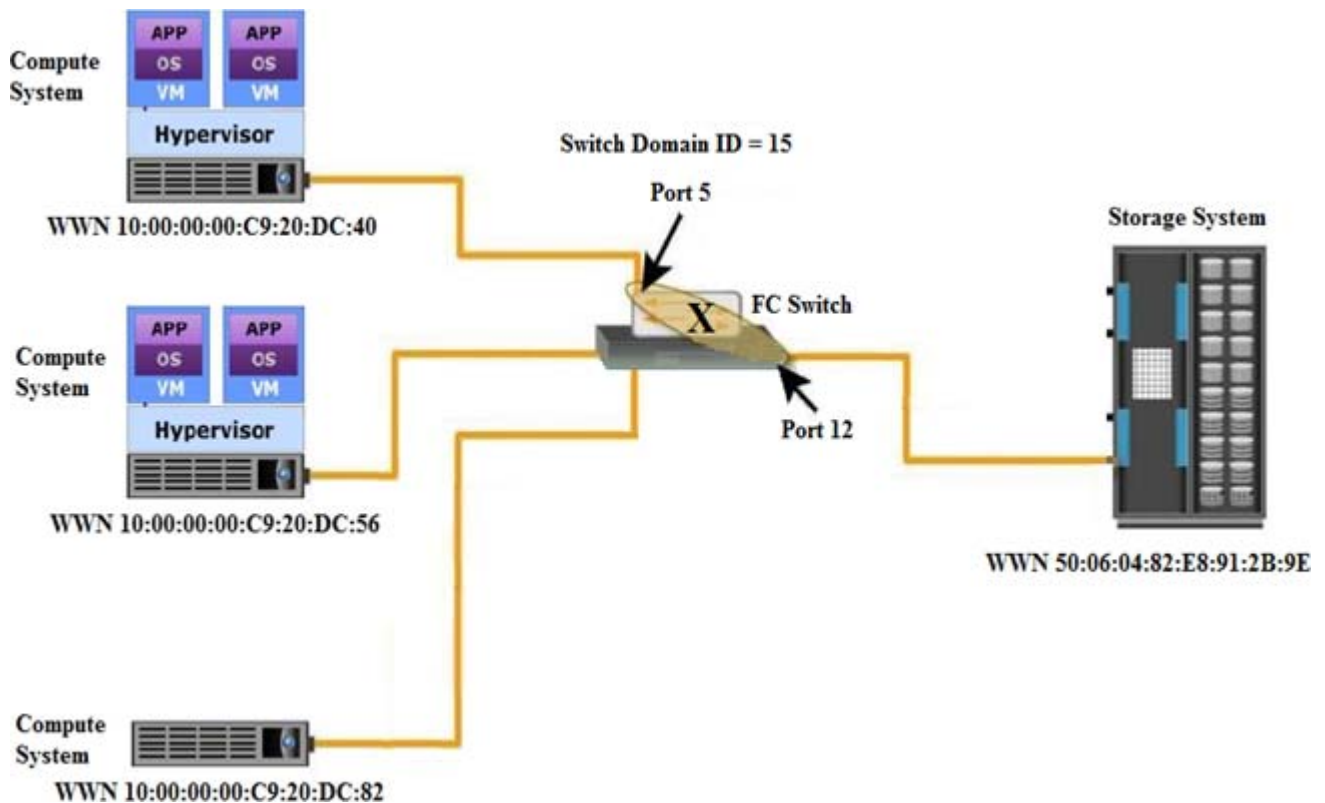 APP
APP
OS
OS
VM
VM
Hypervisor
Compute
System
WWN 10:00:00:00:C9:20:DC:40
Switch Domain ID = 15
Port 5
X
FC Switch
Port 12
Storage System
WWN 50:06:04:82:E8:91:2B:9E
APP
APP
OS
OS
VM
VM
Hypervisor
Compute
System
WWN 10:00:00:00:C9:20:DC:56
Compute
System
WWN 10:00:00:00:C9:20:DC:82